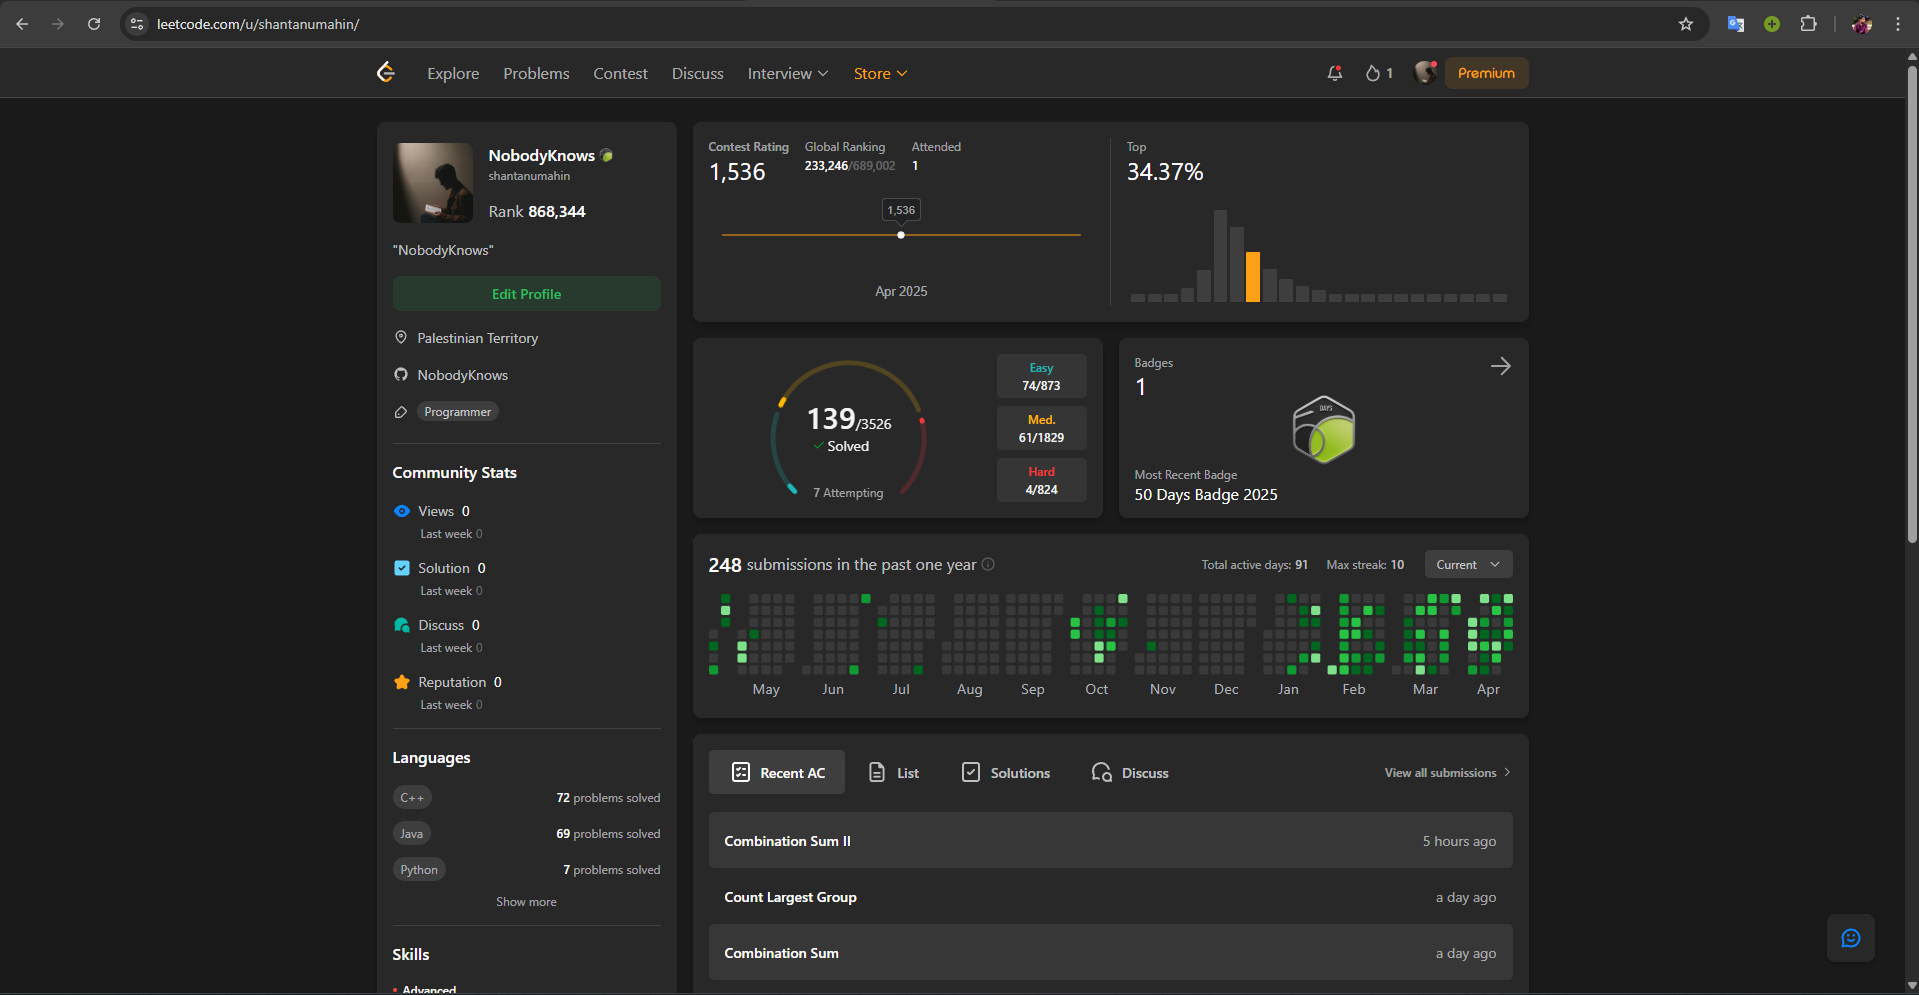 leetcode.com/u/shantanumahin/
Explore Problems Contest Discuss Interview Store 1 Premium
NobodyKnows
shantanumahin
Rank 868,344
"NobodyKnows"
Edit Profile
Palestinian Territory
NobodyKnows
Programmer
Community Stats
Views 0
Last week 0
Solution 0
Last week 0
Discuss 0
Last week 0
Reputation 0
Last week 0
Languages
C++ 72 problems solved
Java 69 problems solved
Python 7 problems solved
Show more
Skills
Advanced
Contest Rating Global Ranking Attended
1,536 233,246/689,002 1
1,536
Apr 2025
Top
34.37%
139/3526
Solved
7 Attempting
Easy
74/873
Med.
61/1829
Hard
4/824
Badges
1
DAYS
Most Recent Badge
50 Days Badge 2025
248 submissions in the past one year Total active days: 91 Max streak: 10 Current
May Jun Jul Aug Sep Oct Nov Dec Jan Feb Mar Apr
Recent AC List Solutions Discuss View all submissions
Combination Sum II 5 hours ago
Count Largest Group a day ago
Combination Sum a day ago